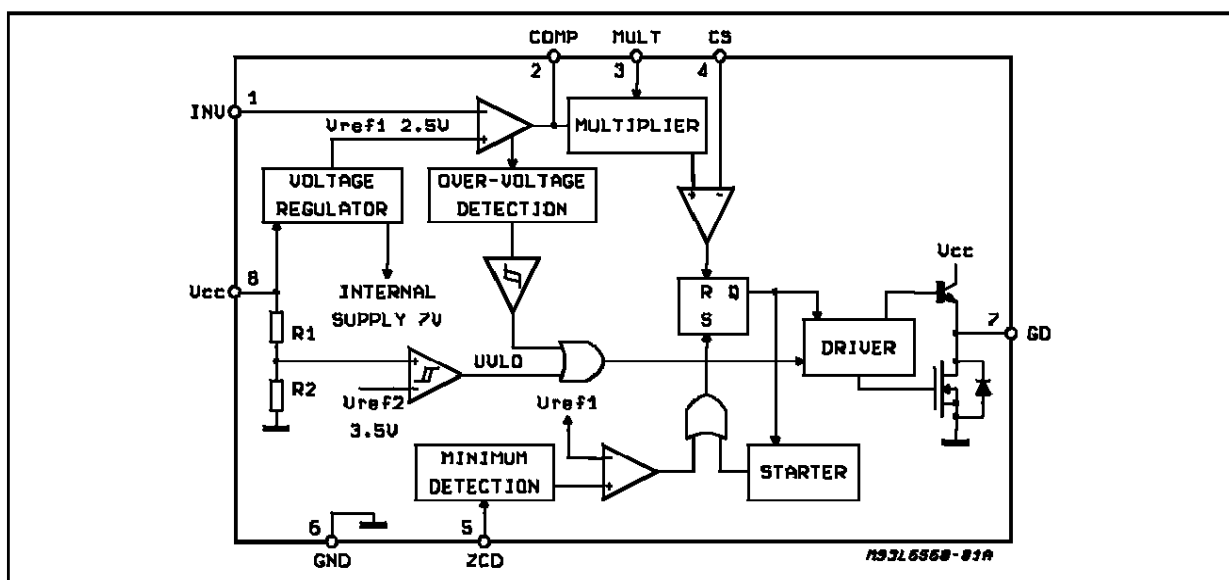 COMP MULT CS
2 3 4
INV 1
- +
Vref1 2.5V
MULTIPLIER
VOLTAGE
REGULATOR
OVER-VOLTAGE
DETECTION
+ -
Vcc 8
INTERNAL
SUPPLY 7V
R Q
S
Vcc
7 GD
DRIVER
R1
R2
+ -
UVLO
Vref2
3.5V
Vref1
- +
MINIMUM
DETECTION
STARTER
6
GND
5
ZCD
M93L6560-01A